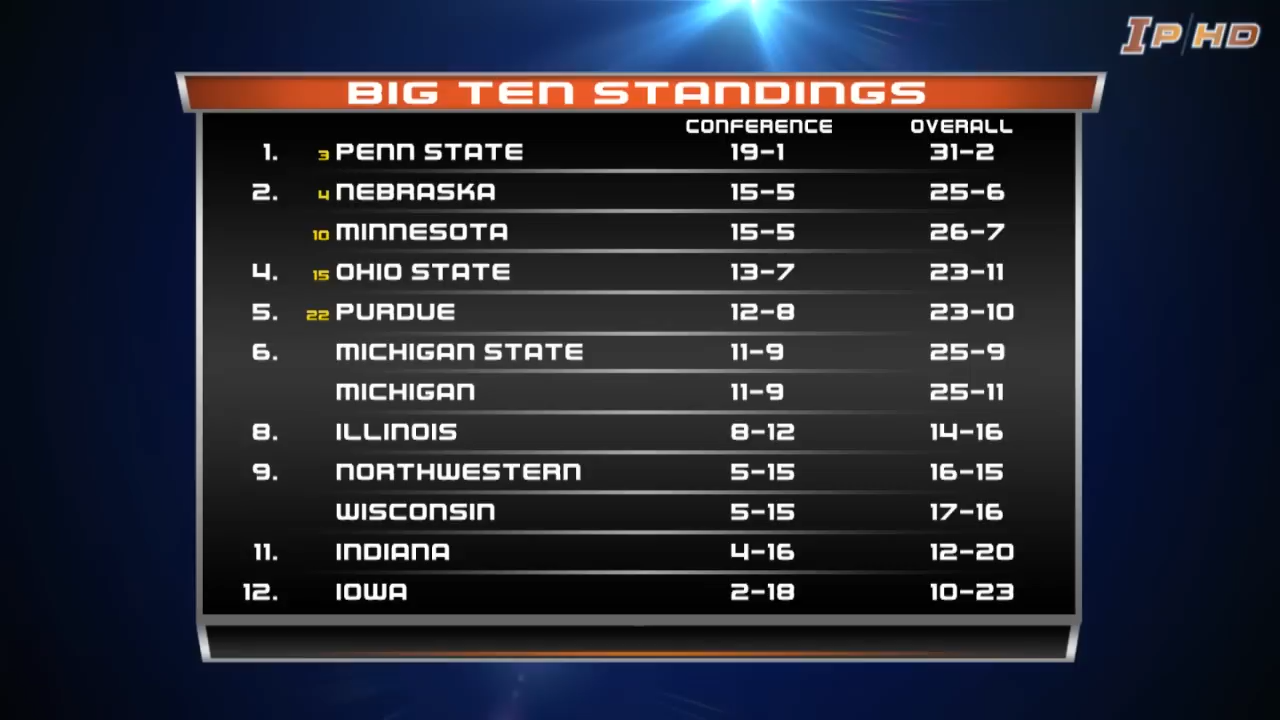 IP/HD
BIG TEN STANDINGS
CONFERENCE OVERALL
1. 3 PENN STATE 19-1 31-2
2. 4 NEBRASKA 15-5 25-6
10 MINNESOTA 15-5 26-7
4. 15 OHIO STATE 13-7 23-11
5. 22 PURDUE 12-8 23-10
6. MICHIGAN STATE 11-9 25-9
MICHIGAN 11-9 25-11
8. ILLINOIS 8-12 14-16
9. NORTHWESTERN 5-15 16-15
WISCONSIN 5-15 17-16
11. INDIANA 4-16 12-20
12. IOWA 2-18 10-23